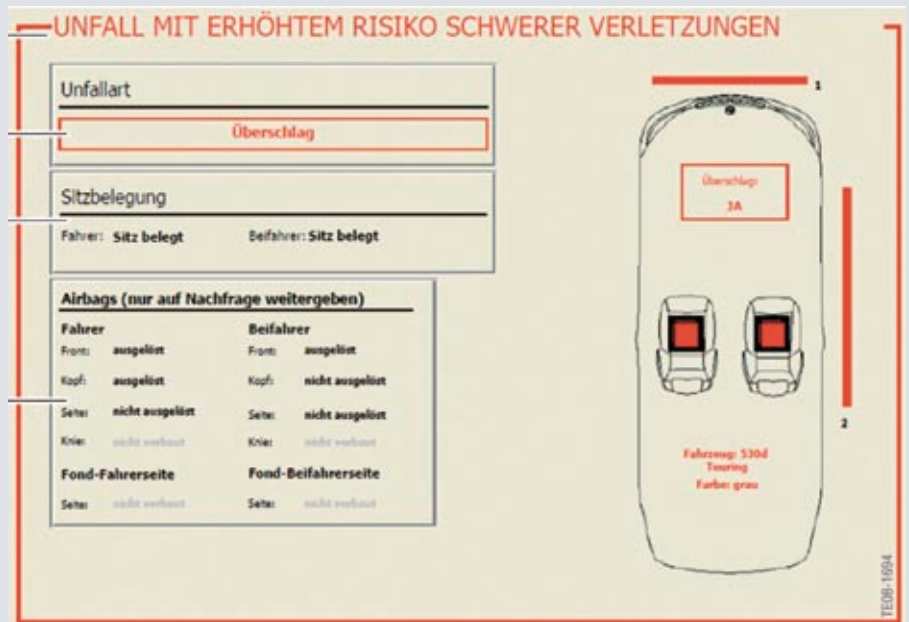 UNFALL MIT ERHÖHTEM RISIKO SCHWERER VERLETZUNGEN
Unfallart
Überschlag
Sitzbelegung
Fahrer: Sitz belegt Beifahrer: Sitz belegt
Airbags (nur auf Nachfrage weitergeben)
Fahrer Beifahrer
Front: ausgelöst Front: ausgelöst
Kopf: ausgelöst Kopf: nicht ausgelöst
Seite: nicht ausgelöst Seite: nicht ausgelöst
Knie: nicht verbaut Knie: nicht verbaut
Fond-Fahrerseite Fond-Beifahrerseite
Seite: nicht verbaut Seite: nicht verbaut
1
Überschlag:
JA
2
Fahrzeug: 530d
Touring
Farbe: grau
TE08-1694